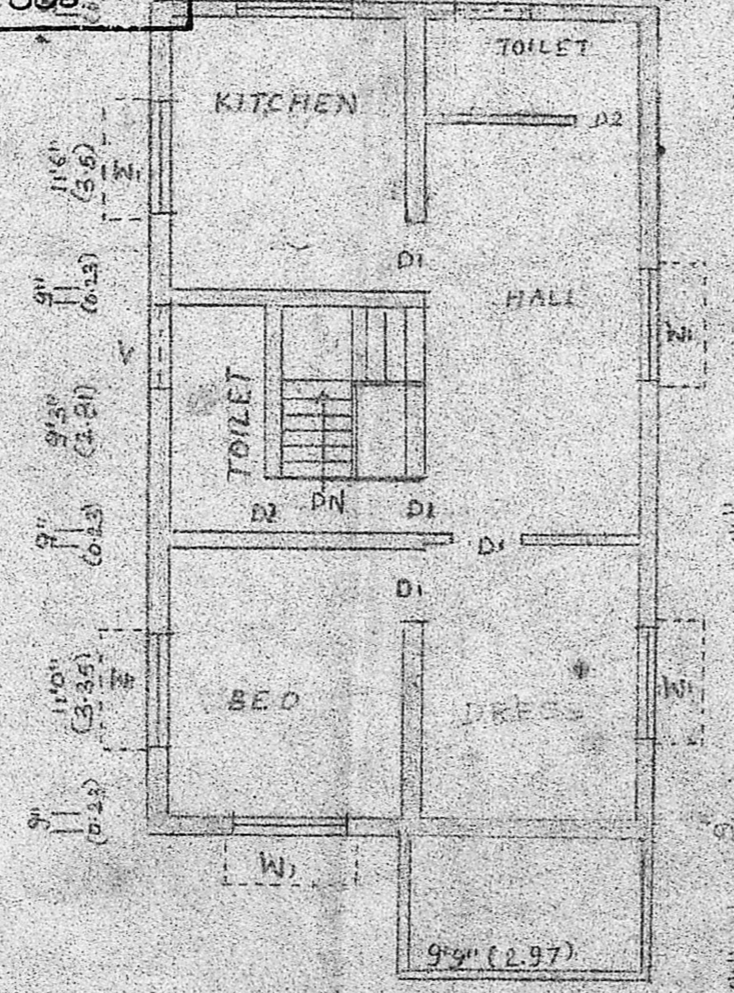 TOILET
KITCHEN
D2
11'6"
(3.5)
W1
D1
HALL
9"
(0.23)
W1
V
9'3"
(2.81)
TOILET
DN
D2
D1
9"
(0.23)
D1
D1
11'0"
(3.35)
W1
BED
DRESS
W1
9"
(0.23)
W1
9'9" (2.97)